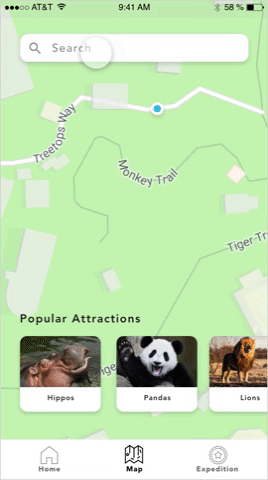 AT&T
9:41 AM
58 %
Search
Treetops Way
Monkey Trail
Tiger Tr
Popular Attractions
Hippos
Pandas
Lions
Home
Map
Expedition